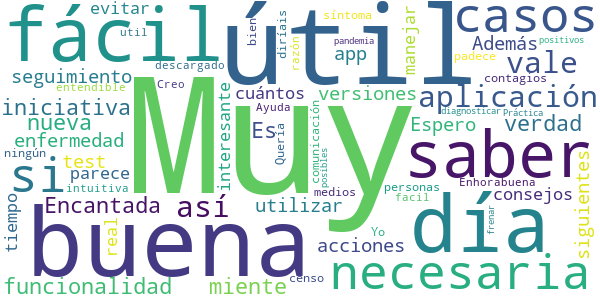 fácil
útil
casos
evitar
util
bien
diríais
síntoma
razón
pandemia
padece
manejar
Además
positivos
descargado
app
vale
contagios
seguimiento
entendible
Creo
cuántos
versiones
aplicación
iniciativa
interesante
Ayuda
diagnosticar
Práctica
nueva
Muy
Es
Quería
comunicación
posibles
Espero
verdad
enfermedad
ningún
test
saber
siguientes
si
parece
intuitiva
medios
personas
facil
Enhorabuena
consejos
tiempo
Encantada
así
utilizar
día
frenar
buena
real
Yo
acciones
necesaria
funcionalidad
miente
censo